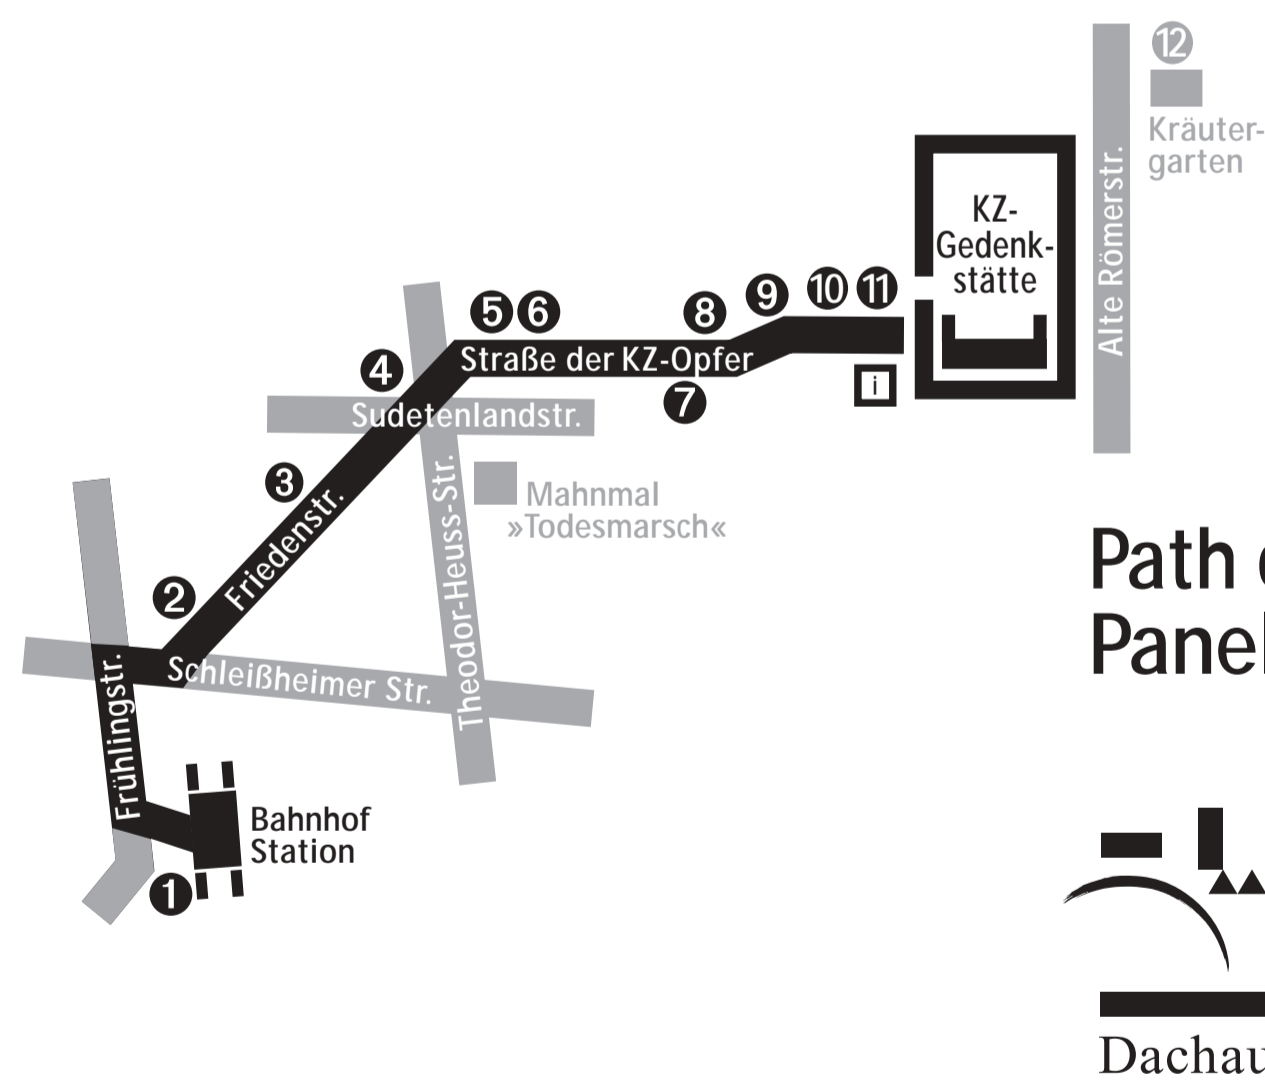 12
Kräuter-
garten
Alte Römerstr.
KZ-
Gedenk-
stätte
5 6 8 9 10 11
Straße der KZ-Opfer
4
7
i
Sudetenlandstr.
3
Mahnmal
»Todesmarsch«
Friedenstr.
Theodor-Heuss-Str.
Path
2
Schleißheimer Str.
Frühlingstr.
Bahnhof
Station
1
Dachau